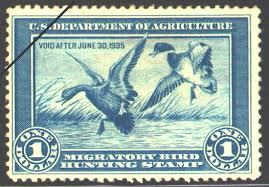 U.S. DEPARTMENT OF AGRICULTURE
VOID AFTER JUNE 30, 1935
ONE DOLLAR
1
ONE DOLLAR
1
MIGRATORY BIRD
HUNTING STAMP